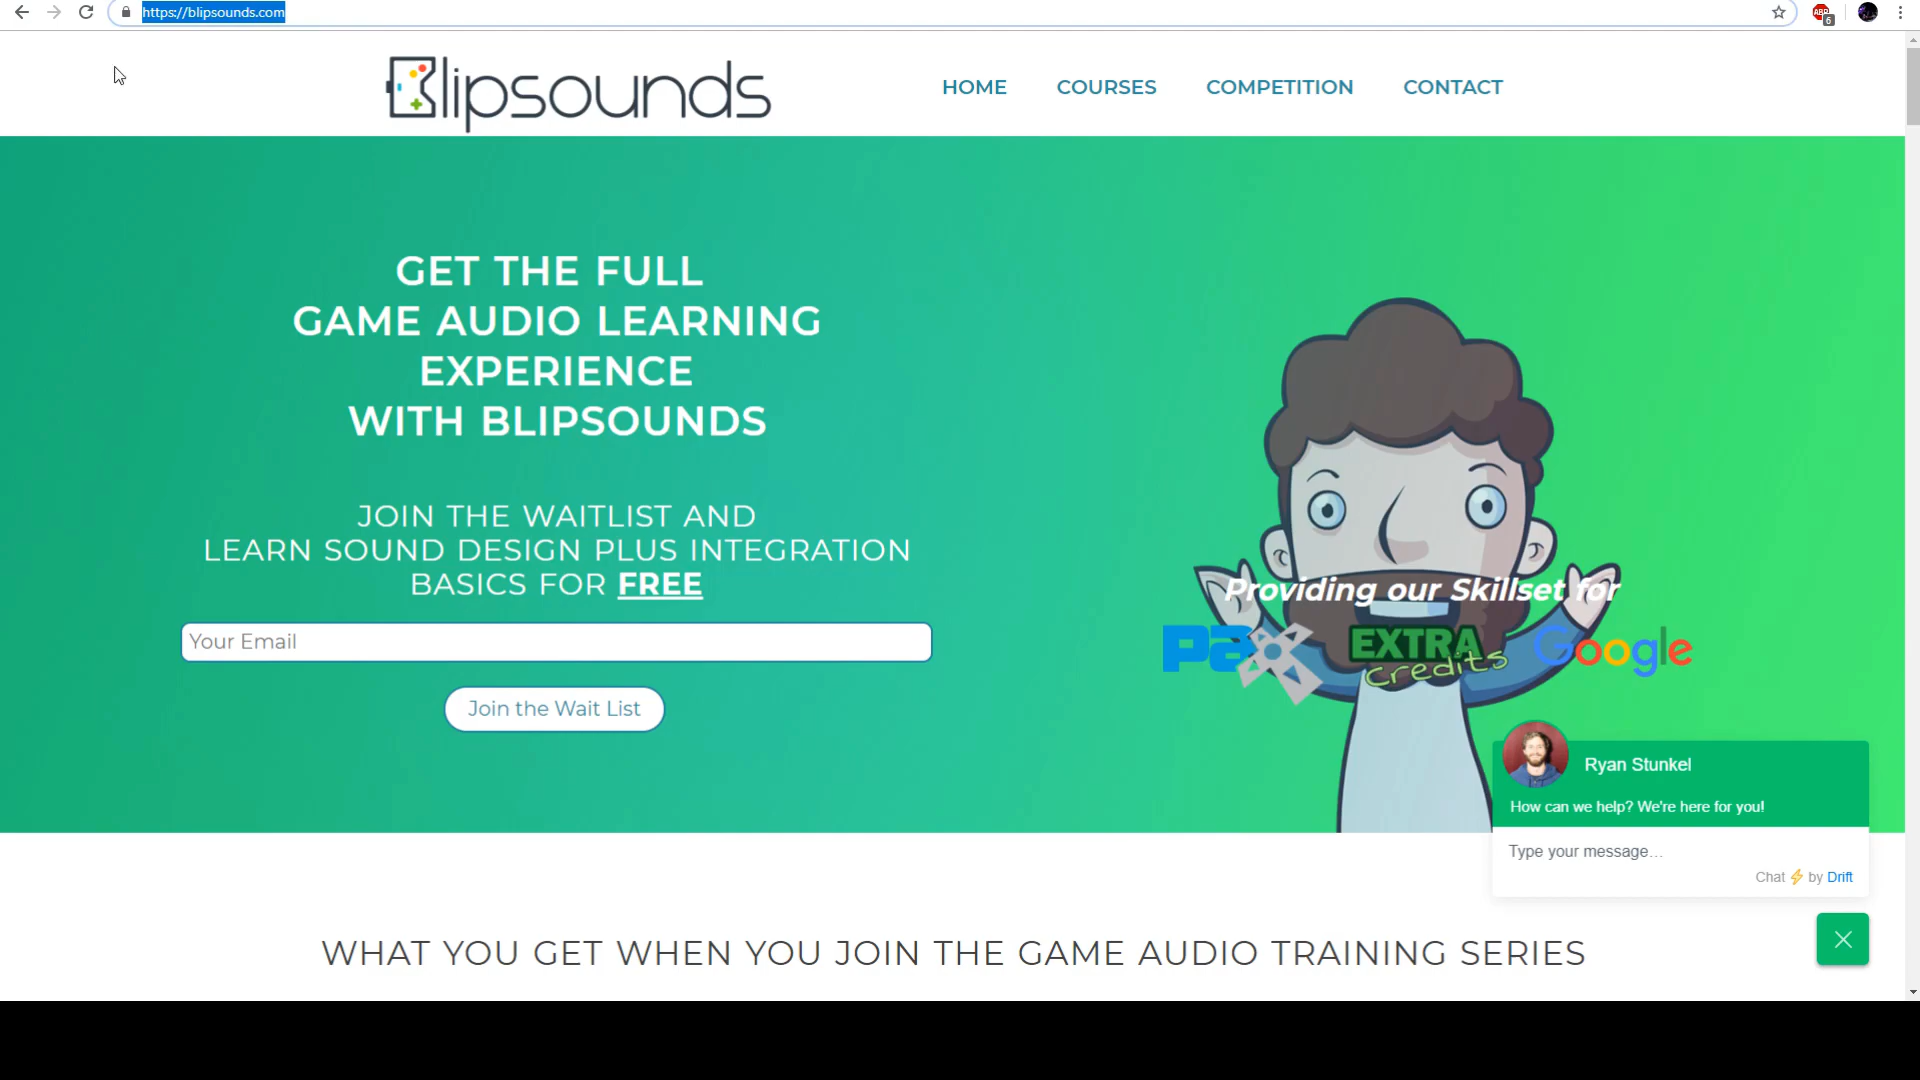 https://blipsounds.com
ABP
6
Blipsounds
HOME
COURSES
COMPETITION
CONTACT
GET THE FULL
GAME AUDIO LEARNING
EXPERIENCE
WITH BLIPSOUNDS
JOIN THE WAITLIST AND
LEARN SOUND DESIGN PLUS INTEGRATION
BASICS FOR FREE
Your Email
Join the Wait List
Providing our Skillset for
PAX
EXTRA
Credits
Google
Ryan Stunkel
How can we help? We're here for you!
Type your message...
Chat ⚡ by Drift
WHAT YOU GET WHEN YOU JOIN THE GAME AUDIO TRAINING SERIES